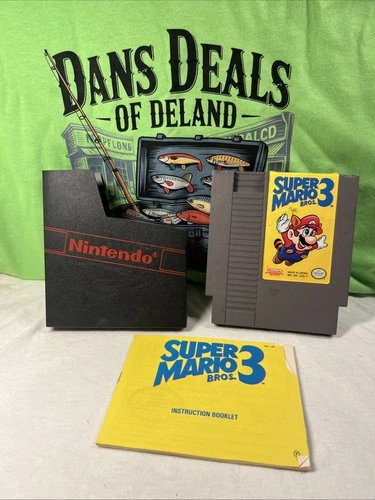 DANS DEALS
OF DELAND
Nintendo®
SUPER
MARIO
BROS.
3
SUPER
MARIO
BROS.
3
INSTRUCTION BOOKLET